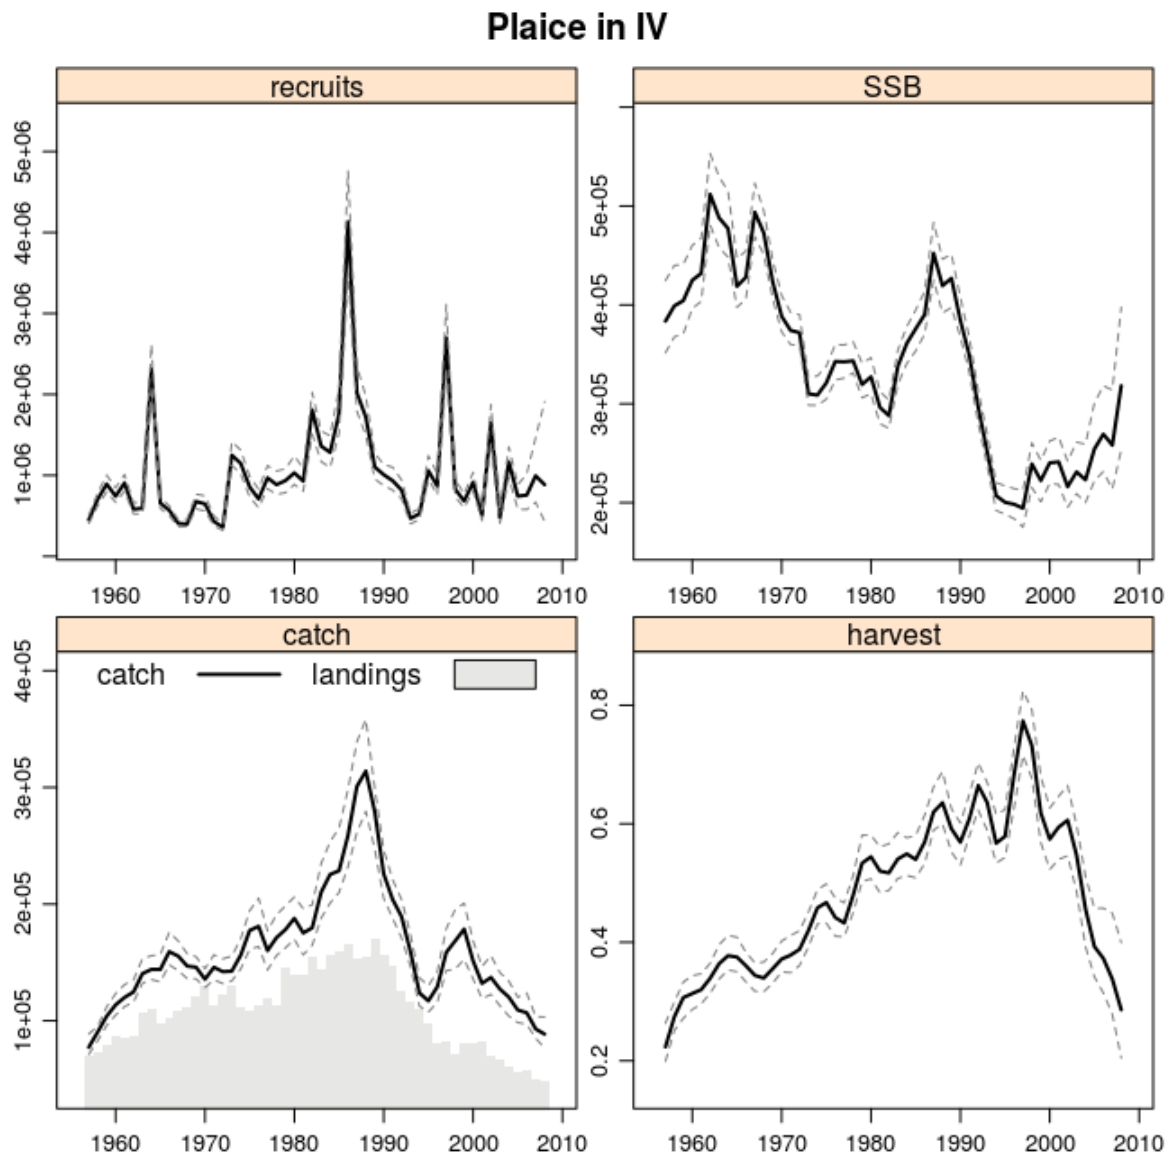 Plaice in IV
recruits
5e+06
4e+06
3e+06
2e+06
1e+06
1960 1970 1980 1990 2000 2010
SSB
5e+05
4e+05
3e+05
2e+05
1960 1970 1980 1990 2000 2010
catch
catch landings
4e+05
3e+05
2e+05
1e+05
1960 1970 1980 1990 2000 2010
harvest
0.8
0.6
0.4
0.2
1960 1970 1980 1990 2000 2010